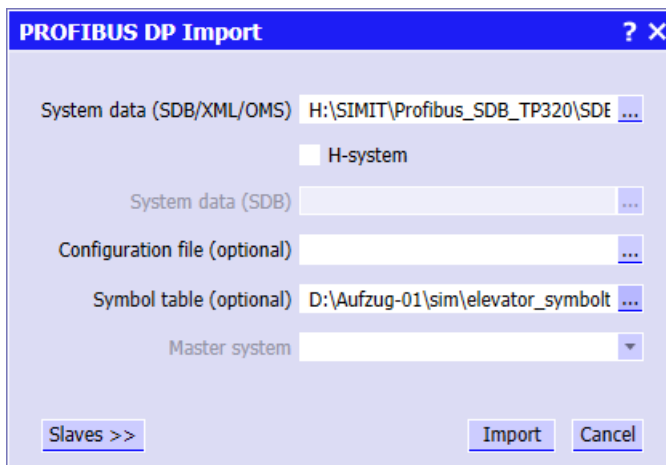 PROFIBUS DP Import ? ×
System data (SDB/XML/OMS) H:\SIMIT\Profibus_SDB_TP320\SDE ...
H-system
System data (SDB) ...
Configuration file (optional) ...
Symbol table (optional) D:\Aufzug-01\sim\elevator_symbolt ...
Master system
Slaves >> Import Cancel